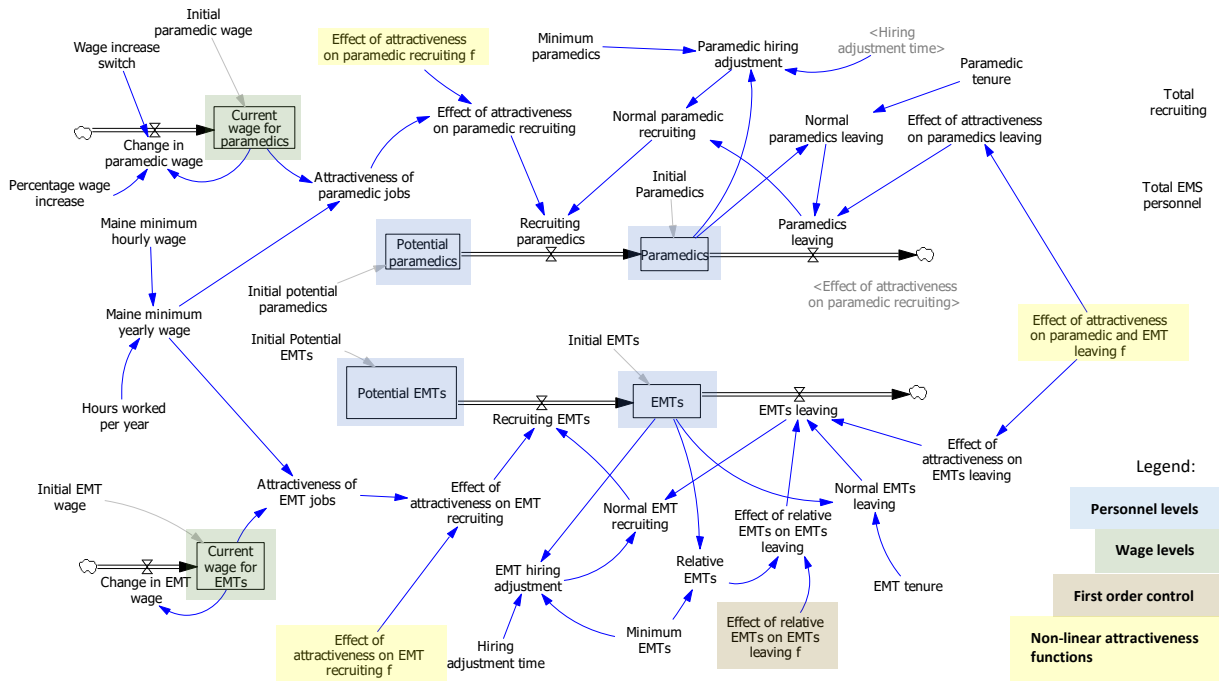 Initial
paramedic wage
Wage increase
switch
Effect of attractiveness
on paramedic recruiting f
Minimum
paramedics
Paramedic hiring
adjustment
<Hiring
adjustment time>
Paramedic
tenure
Total
recruiting
Current
wage for
paramedics
Change in
paramedic wage
Effect of attractiveness
on paramedic recruiting
Normal paramedic
recruiting
Normal
paramedics leaving
Effect of attractiveness
on paramedics leaving
Percentage wage
increase
Attractiveness of
paramedic jobs
Initial
Paramedics
Total EMS
personnel
Maine minimum
hourly wage
Recruiting
paramedics
Paramedics
leaving
Potential
paramedics
Paramedics
Initial potential
paramedics
<Effect of attractiveness
on paramedic recruiting>
Maine minimum
yearly wage
Initial Potential
EMTs
Initial EMTs
Effect of attractiveness
on paramedic and EMT
leaving f
Potential EMTs
EMTs
Hours worked
per year
Recruiting EMTs
EMTs leaving
Effect of
attractiveness on
EMTs leaving
Legend:
Initial EMT
wage
Attractiveness of
EMT jobs
Effect of
attractiveness on EMT
recruiting
Normal EMT
recruiting
Effect of relative
EMTs on EMTs
leaving
Normal EMTs
leaving
Personnel levels
Current
wage for
EMTs
Change in EMT
wage
EMT hiring
adjustment
Relative
EMTs
EMT tenure
Wage levels
First order control
Effect of
attractiveness on EMT
recruiting f
Hiring
adjustment time
Minimum
EMTs
Effect of relative
EMTs on EMTs
leaving f
Non-linear attractiveness
functions